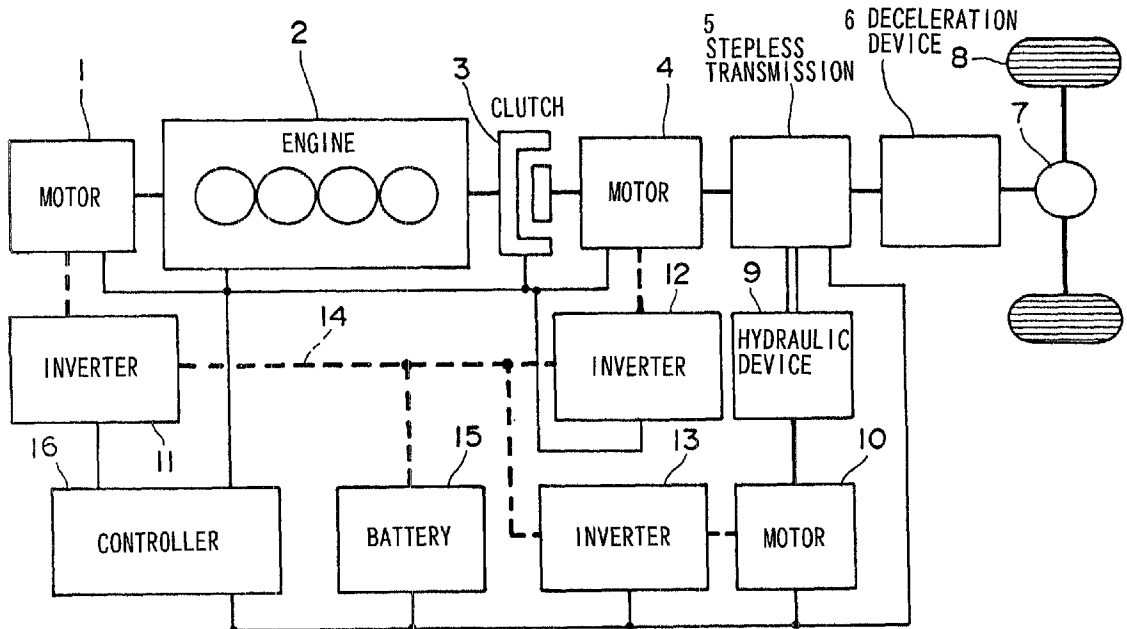 2
3
CLUTCH
4
5
STEPLESS
TRANSMISSION
6 DECELERATION
DEVICE
8
7
MOTOR
ENGINE
MOTOR
14
12
9
INVERTER
INVERTER
HYDRAULIC
DEVICE
16
11
15
13
10
CONTROLLER
BATTERY
INVERTER
MOTOR